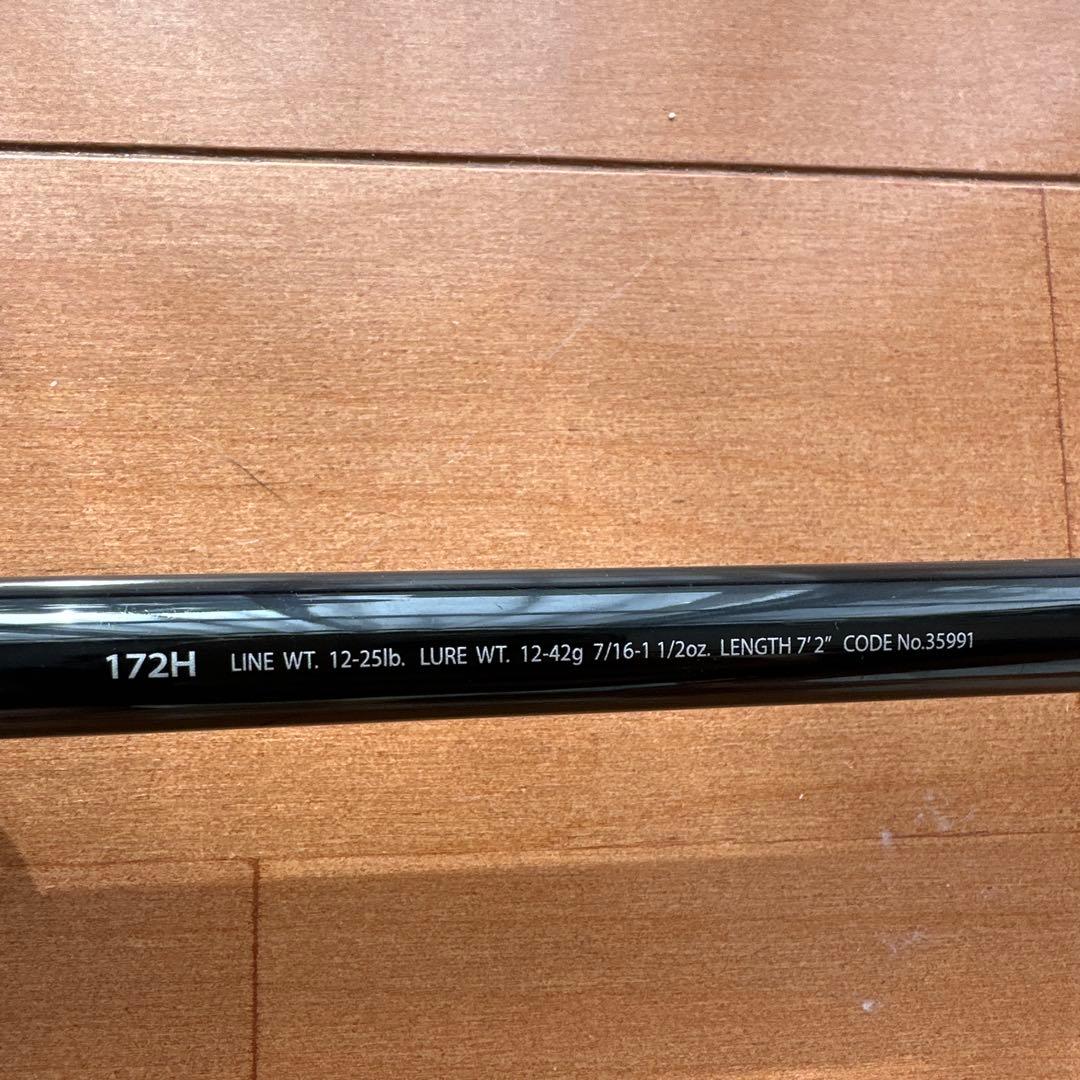 172H LINE WT. 12-25lb. LURE WT. 12-42g 7/16-1 1/2oz. LENGTH 7' 2" CODE No.35991